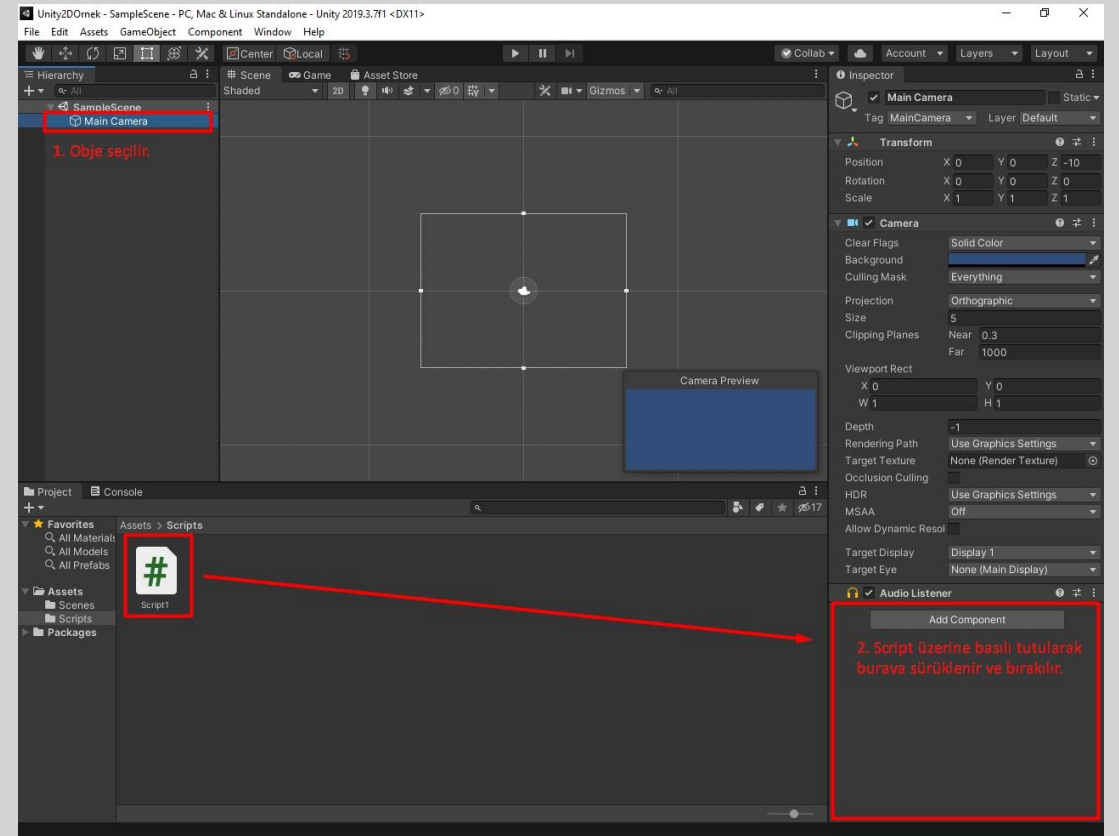 Unity2DOrnek - SampleScene - PC, Mac & Linux Standalone - Unity 2019.3.7f1 <DX11>
File Edit Assets GameObject Component Window Help
Center Local
Collab Account Layers Layout
Hierarchy
All
SampleScene
Main Camera
1. Obje seçilir.
Scene Game Asset Store
Shaded 2D 0 Gizmos All
Camera Preview
Inspector
Main Camera Static
Tag MainCamera Layer Default
Transform
Position X 0 Y 0 Z -10
Rotation X 0 Y 0 Z 0
Scale X 1 Y 1 Z 1
Camera
Clear Flags Solid Color
Background
Culling Mask Everything
Projection Orthographic
Size 5
Clipping Planes Near 0.3
Far 1000
Viewport Rect
X 0 Y 0
W 1 H 1
Depth -1
Rendering Path Use Graphics Settings
Target Texture None (Render Texture)
Occlusion Culling
HDR Use Graphics Settings
MSAA Off
Allow Dynamic Resol
Target Display Display 1
Target Eye None (Main Display)
Audio Listener
Add Component
2. Script üzerine basılı tutularak
buraya sürüklenir ve bırakılır.
Project Console
17
Favorites
All Materials
All Models
All Prefabs
Assets
Scenes
Scripts
Packages
Assets > Scripts
#
Script1